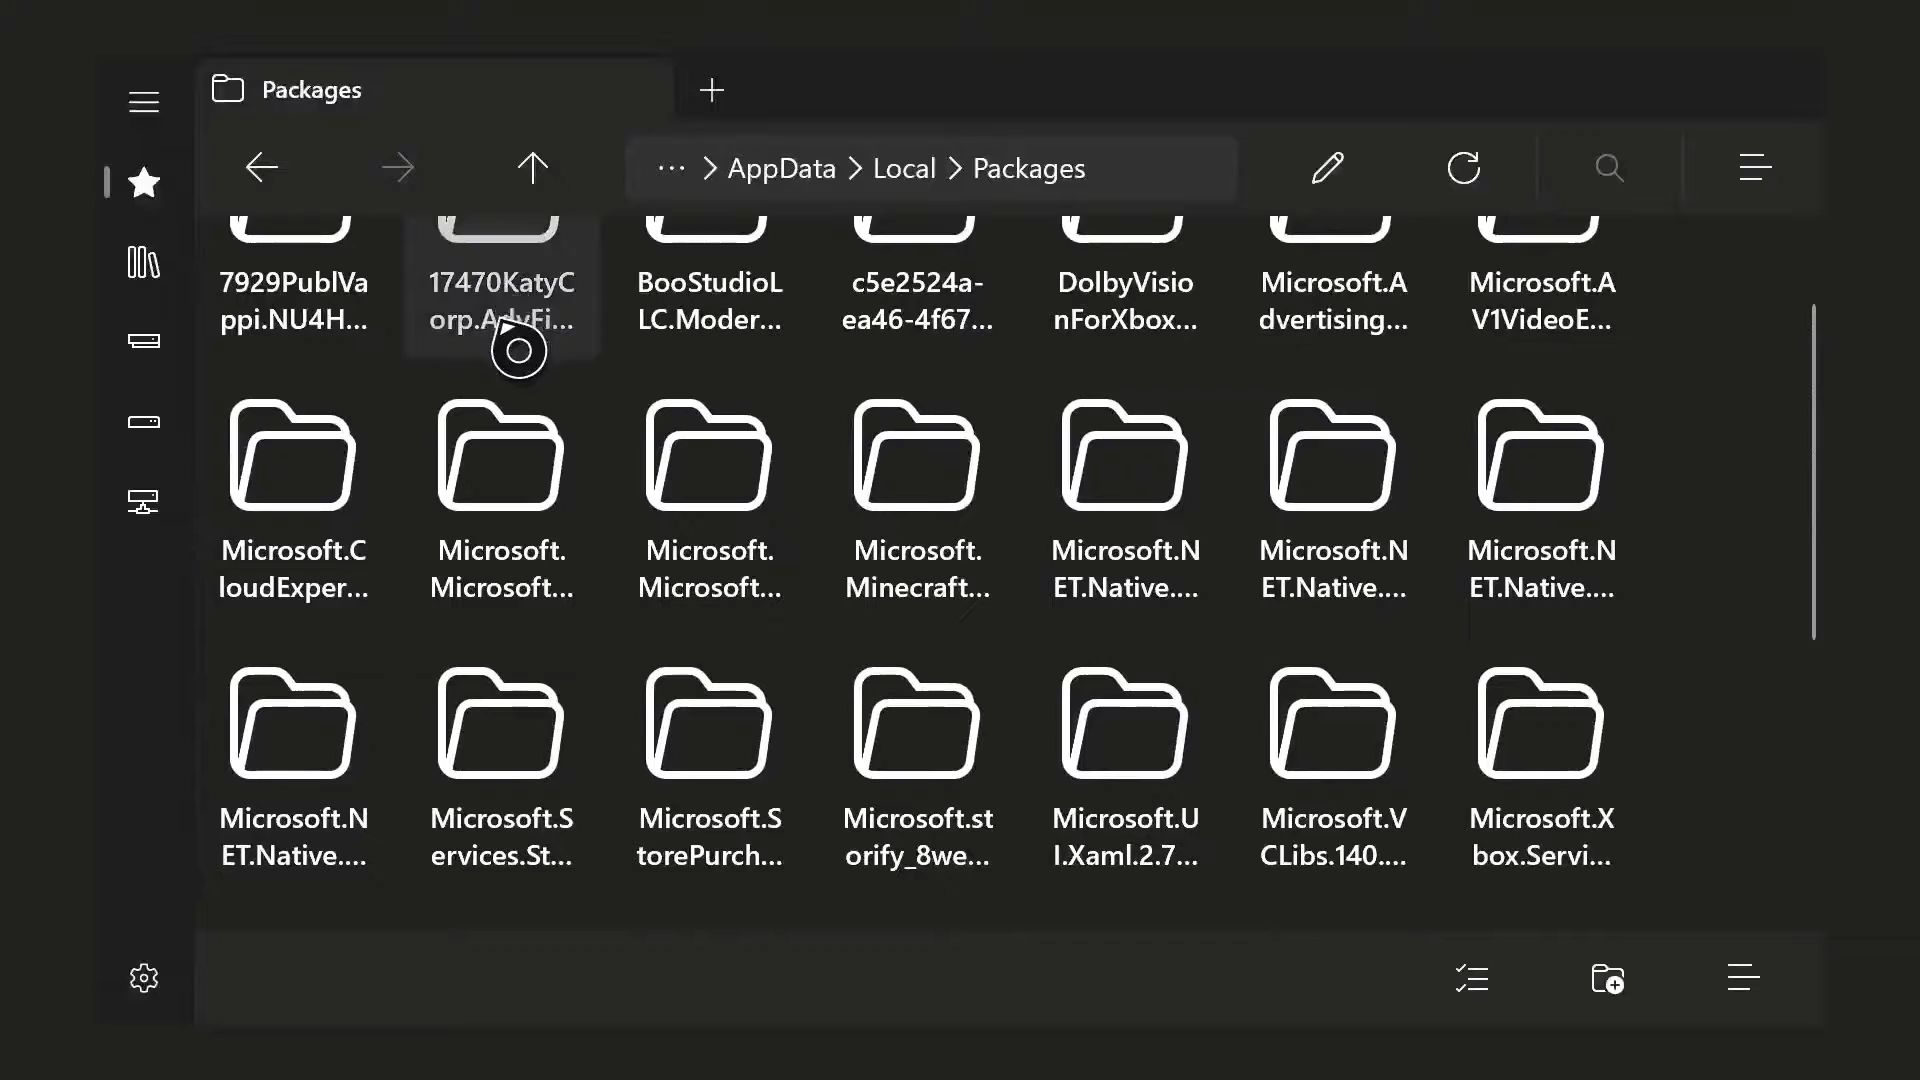 Packages
··· > AppData > Local > Packages
7929PublVa
ppi.NU4H...
17470KatyC
orp.AdvFi...
BooStudioL
LC.Moder...
c5e2524a-
ea46-4f67...
DolbyVisio
nForXbox...
Microsoft.A
dvertising...
Microsoft.A
V1VideoE...
Microsoft.C
loudExper...
Microsoft.
Microsoft...
Microsoft.
Microsoft...
Microsoft.
Minecraft...
Microsoft.N
ET.Native....
Microsoft.N
ET.Native....
Microsoft.N
ET.Native....
Microsoft.N
ET.Native....
Microsoft.S
ervices.St...
Microsoft.S
torePurch...
Microsoft.st
orify_8we...
Microsoft.U
I.Xaml.2.7...
Microsoft.V
CLibs.140....
Microsoft.X
box.Servi...